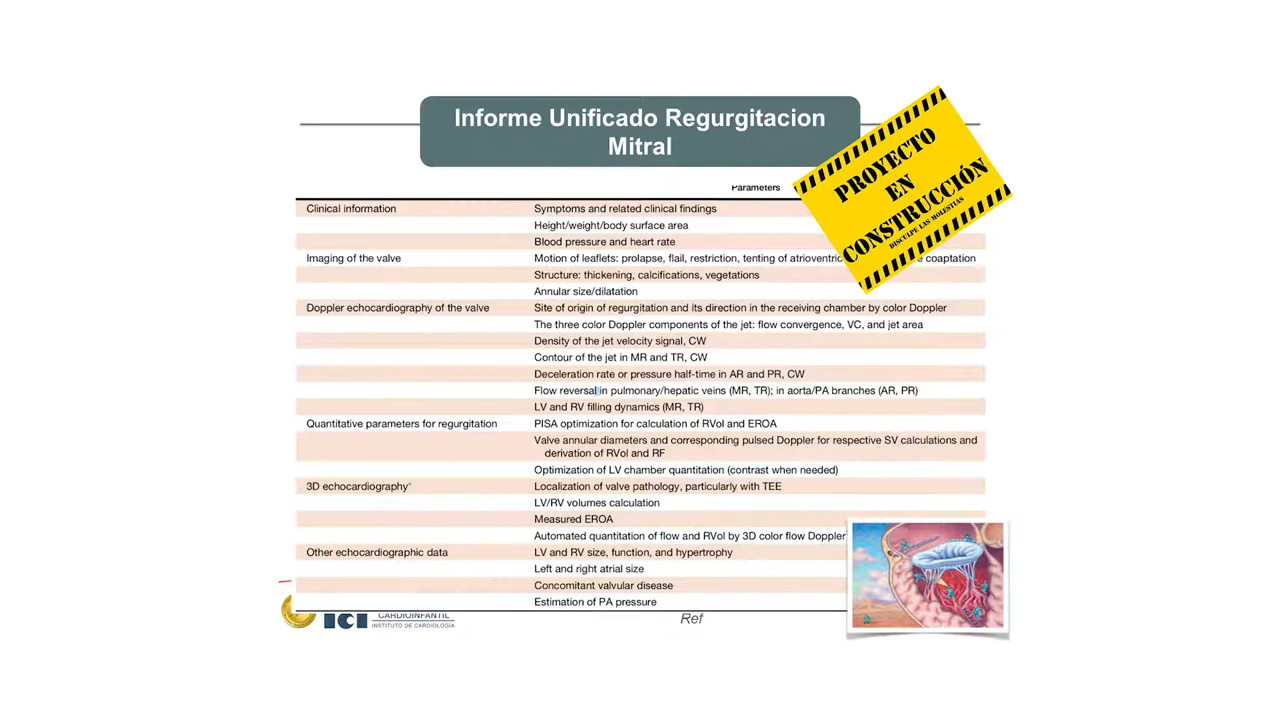 Informe Unificado Regurgitacion
Mitral
PROYECTO
EN
CONSTRUCCIÓN
DISCULPE LAS MOLESTIAS
Parameters
Clinical information Symptoms and related clinical findings
Height/weight/body surface area
Blood pressure and heart rate
Imaging of the valve Motion of leaflets: prolapse, flail, restriction, tenting of coaptation
Structure: thickening, calcifications, vegetations
Annular size/dilatation
Doppler echocardiography of the valve Site of origin of regurgitation and its direction in the receiving chamber by color Doppler
The three color Doppler components of the jet: flow convergence, VC, and jet area
Density of the jet velocity signal, CW
Contour of the jet in MR and TR, CW
Deceleration rate or pressure half-time in AR and PR, CW
Flow reversal in pulmonary/hepatic veins (MR, TR); in aorta/PA branches (AR, PR)
LV and RV filling dynamics (MR, TR)
Quantitative parameters for regurgitation PISA optimization for calculation of RVol and EROA
Valve annular diameters and corresponding pulsed Doppler for respective SV calculations and
derivation of RVol and RF
Optimization of LV chamber quantitation (contrast when needed)
3D echocardiography* Localization of valve pathology, particularly with TEE
LV/RV volumes calculation
Measured EROA
Automated quantitation of flow and RVol by 3D color flow Doppler
Other echocardiographic data LV and RV size, function, and hypertrophy
Left and right atrial size
Concomitant valvular disease
Estimation of PA pressure
ICI
CARDIOINFANTIL
INSTITUTO DE CARDIOLOGÍA
Ref